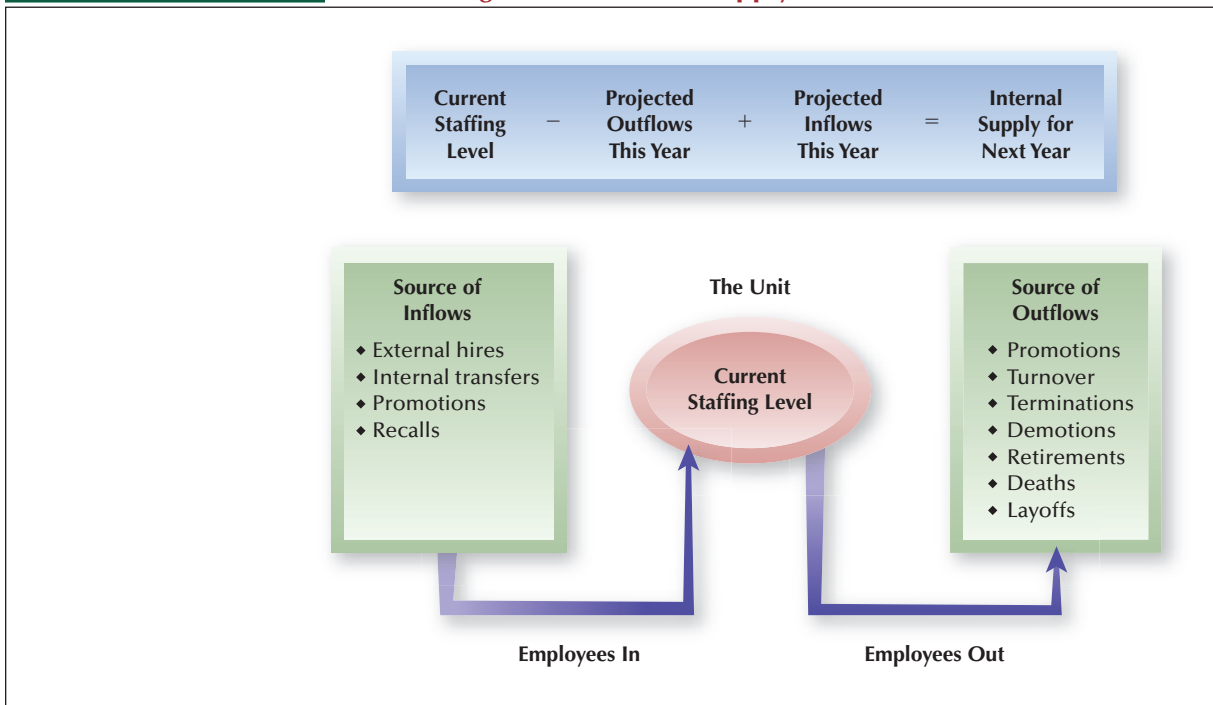 Current Staffing Level − Projected Outflows This Year + Projected Inflows This Year = Internal Supply for Next Year
Source of
Inflows
◆ External hires
◆ Internal transfers
◆ Promotions
◆ Recalls
The Unit
Current
Staffing Level
Source of
Outflows
◆ Promotions
◆ Turnover
◆ Terminations
◆ Demotions
◆ Retirements
◆ Deaths
◆ Layoffs
Employees In
Employees Out